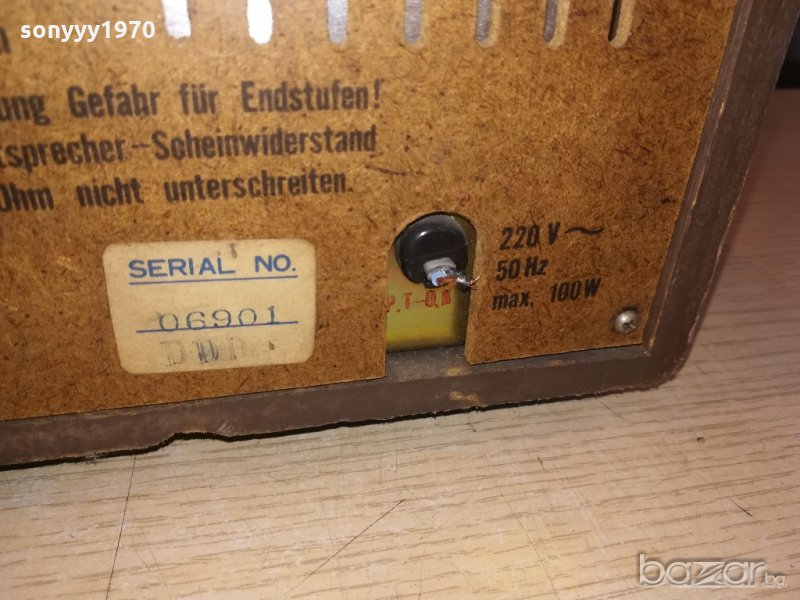 sonyyy1970
ung Gefahr für Endstufen!
tsprecher-Scheinwiderstand
Ohm nicht unterschreiten.
SERIAL NO.
06901
220 V ~
50 Hz
max. 100 W
bazar.bg